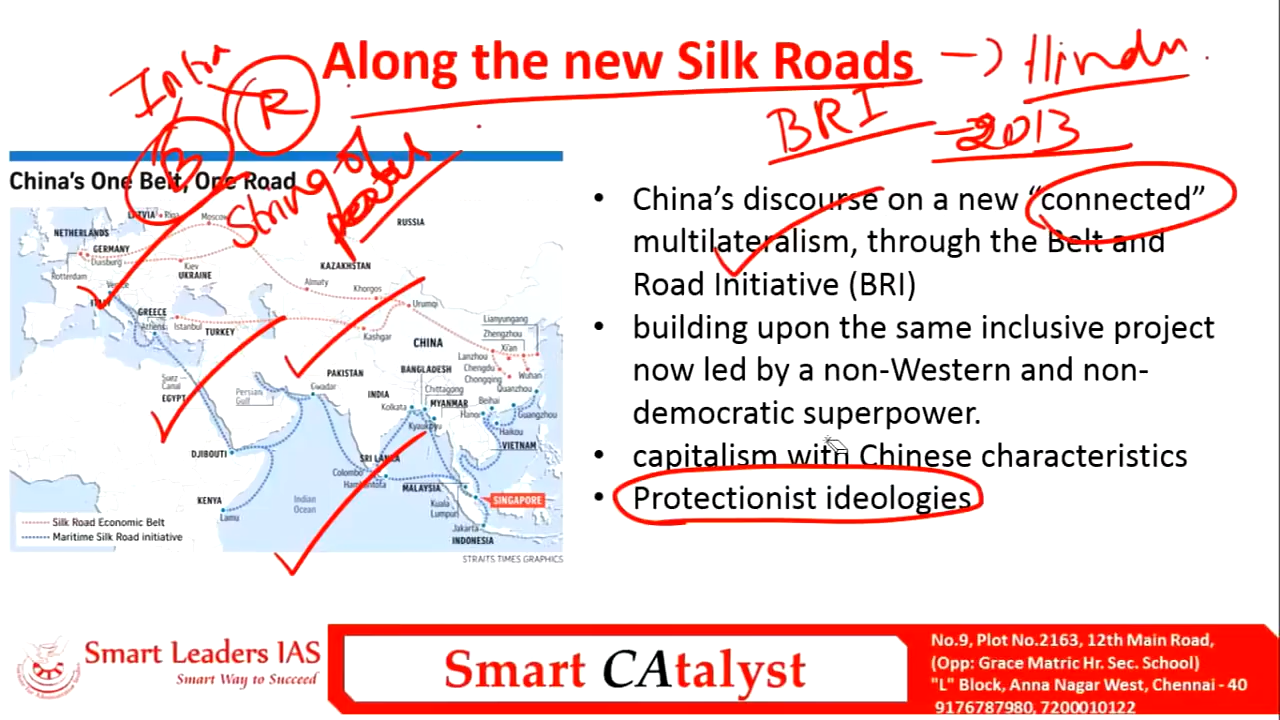 Along the new Silk Roads
→ Hindu
BRI
2013
B
R
String of
China's One Belt, One Road
LATVIA
Riga
Moscow
RUSSIA
NETHERLANDS
GERMANY
Duisburg
Rotterdam
Kiev
UKRAINE
Venice
KAZAKHSTAN
Almaty
Khorgos
Urumqi
GREECE
Athens
Istanbul
TURKEY
Kashgar
Lianyungang
Zhengzhou
Xi'an
CHINA
Lanzhou
Chengdu
Chongqing
Wuhan
Quanzhou
Suez
Canal
EGYPT
Persian
Gulf
PAKISTAN
Gwadar
BANGLADESH
Chittagong
INDIA
MYANMAR
Kolkata
Kyaukpyu
Beihai
Hanoi
Guangzhou
Haikou
VIETNAM
DJIBOUTI
SRI LANKA
Colombo
Hambantota
MALAYSIA
Kuala
Lumpur
SINGAPORE
KENYA
Lamu
Indian
Ocean
Jakarta
INDONESIA
Silk Road Economic Belt
Maritime Silk Road initiative
STRAITS TIMES GRAPHICS
• China's discourse on a new “connected”
multilateralism, through the Belt and
Road Initiative (BRI)
• building upon the same inclusive project
now led by a non-Western and non-
democratic superpower.
• capitalism with Chinese characteristics
• Protectionist ideologies
Smart Leaders IAS
Smart Way to Succeed
Smart CAtalyst
No.9, Plot No.2163, 12th Main Road,
(Opp: Grace Matric Hr. Sec. School)
"L" Block, Anna Nagar West, Chennai - 40
9176787980, 7200010122